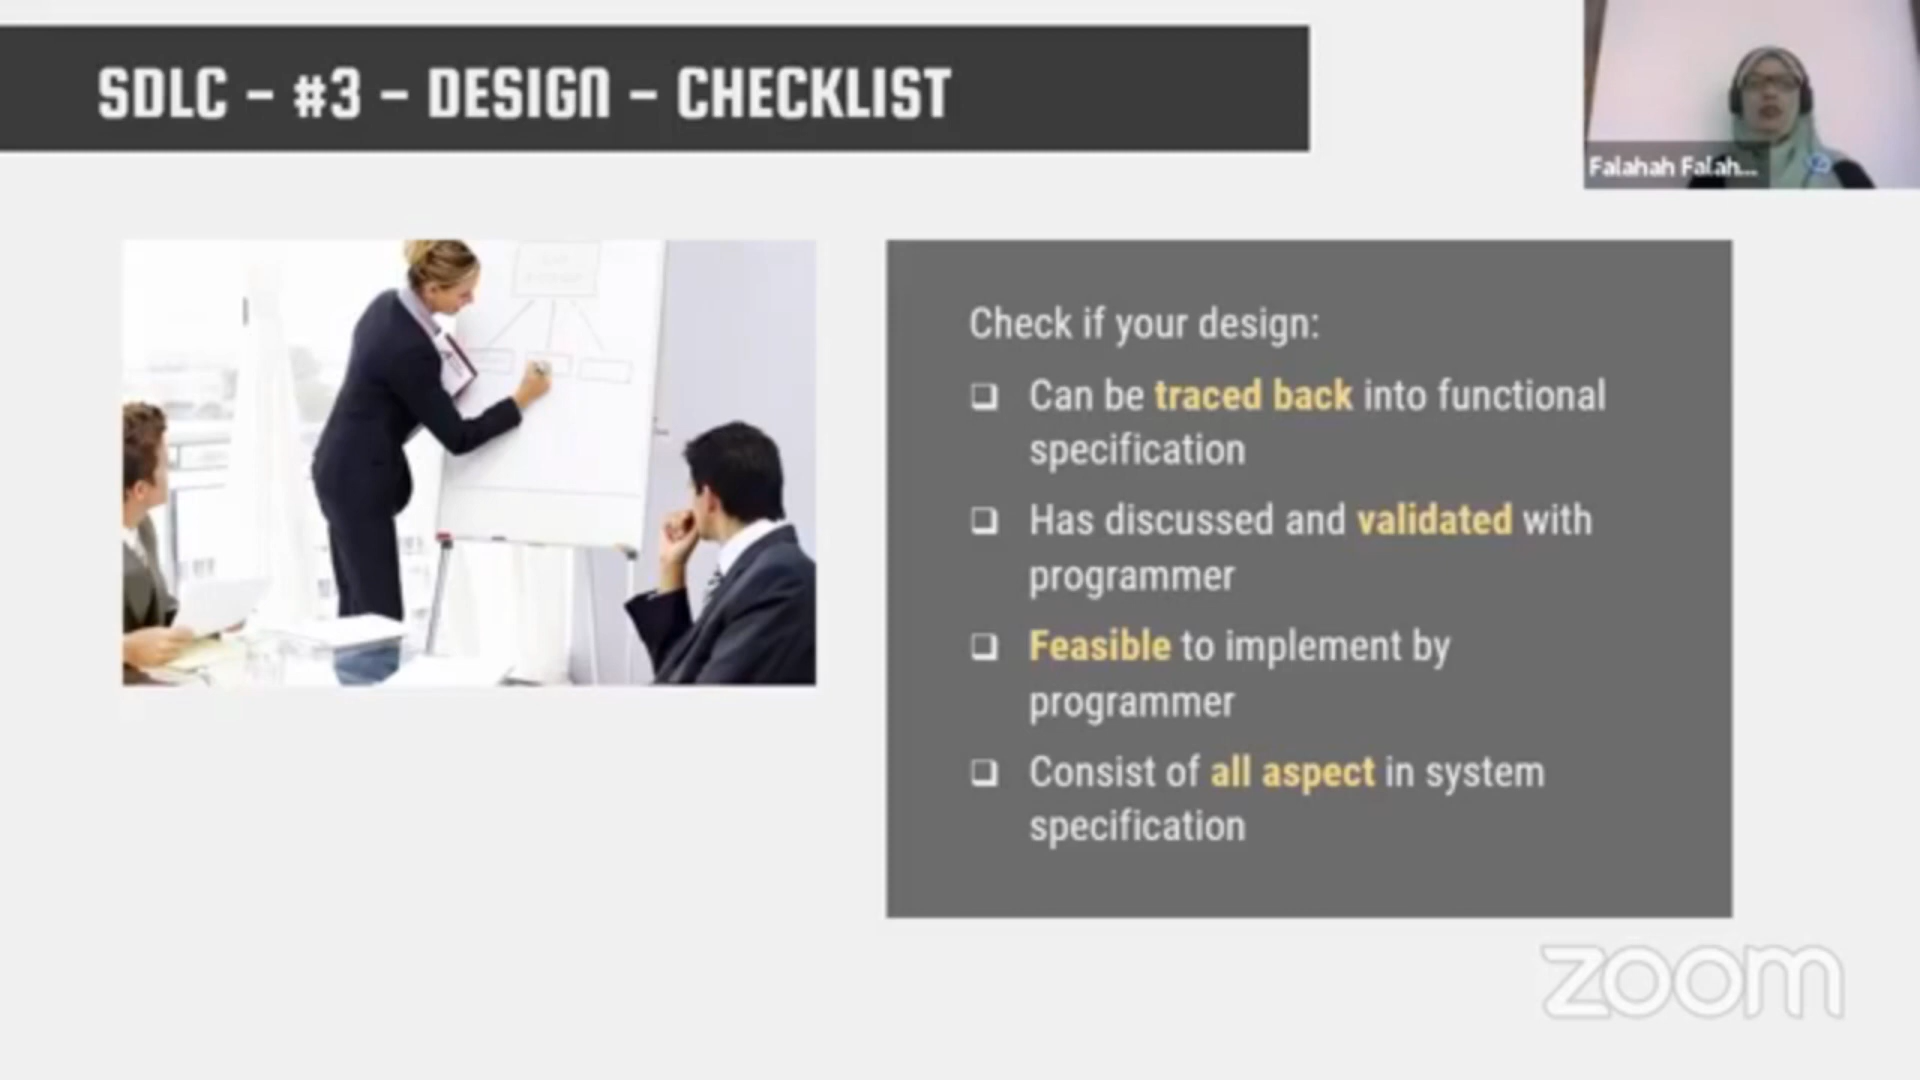 SDLC – #3 – DESIGN – CHECKLIST
Falahah Falah...
Check if your design:
❑ Can be traced back into functional
specification
❑ Has discussed and validated with
programmer
❑ Feasible to implement by
programmer
❑ Consist of all aspect in system
specification
zoom